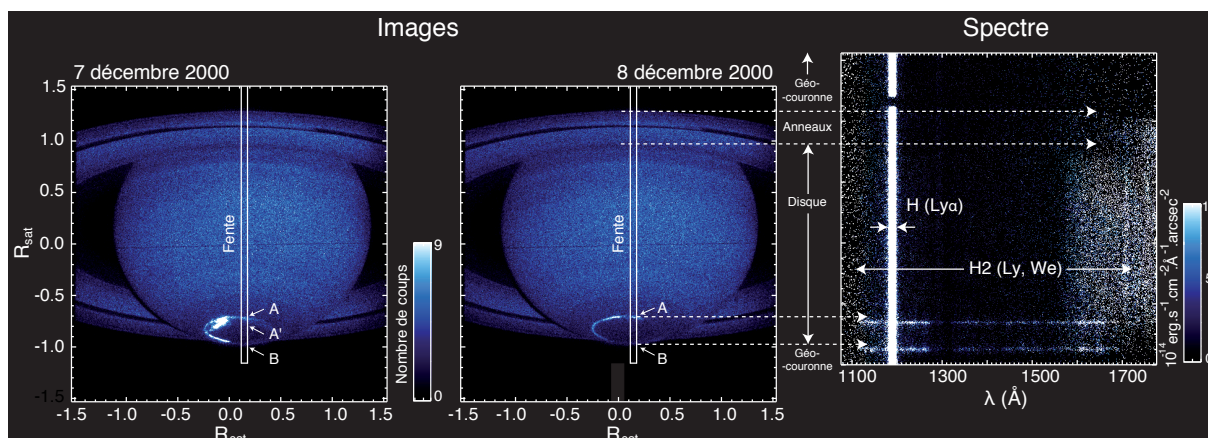 Images
Spectre
7 décembre 2000
8 décembre 2000
1.5
1.0
0.5
0.0
-0.5
-1.0
-1.5
R_sat
-1.5 -1.0 -0.5 0.0 0.5 1.0 1.5
Fente
A
A'
B
9
0
Nombre de coups
-1.5 -1.0 -0.5 0.0 0.5 1.0 1.5
Fente
A
B
Géo-
-couronne
Anneaux
Disque
Géo-
-couronne
H (Lyα)
H2 (Ly, We)
1100 1300 1500 1700
λ (Å)
10^-14 erg.s^-1.cm^-2.Å^-1.arcsec^-2
0